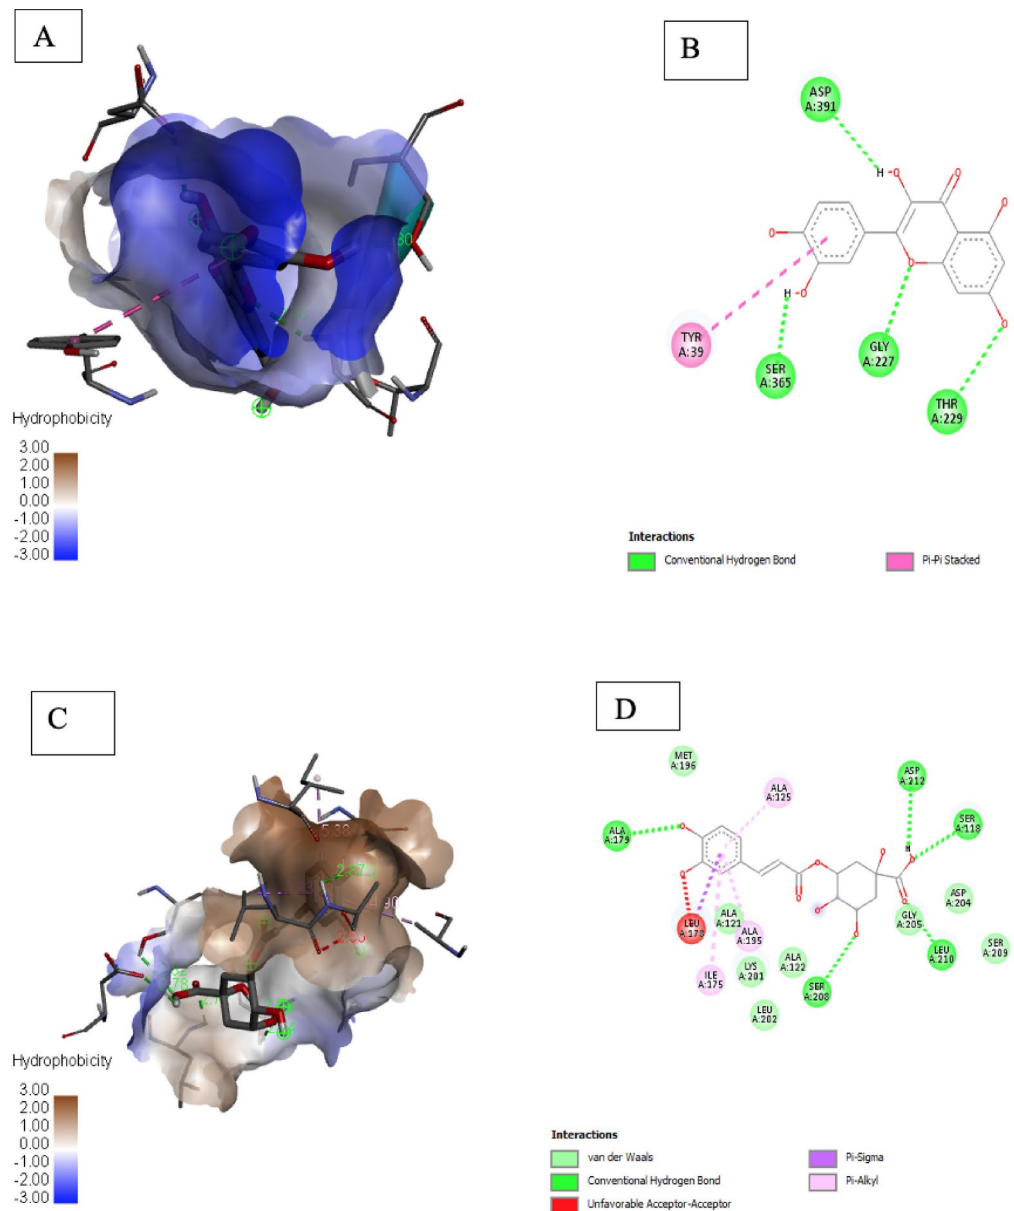 A
B
ASP
A:391
H
O
O
O
O
H
O
O
O
TYR
A:39
SER
A:365
GLY
A:227
THR
A:229
Hydrophobicity
3.00
2.00
1.00
0.00
-1.00
-2.00
-3.00
Interactions
Conventional Hydrogen Bond
Pi-Pi Stacked
C
D
MET
A:196
ALA
A:125
ASP
A:212
SER
A:118
ALA
A:179
ASP
A:204
ALA
A:121
GLY
A:205
ALA
A:195
SER
A:209
LEU
A:210
ALA
A:122
LYS
A:201
ILE
A:175
SER
A:208
LEU
A:202
Hydrophobicity
3.00
2.00
1.00
0.00
-1.00
-2.00
-3.00
Interactions
van der Waals
Conventional Hydrogen Bond
Unfavorable Acceptor-Acceptor
Pi-Sigma
Pi-Alkyl